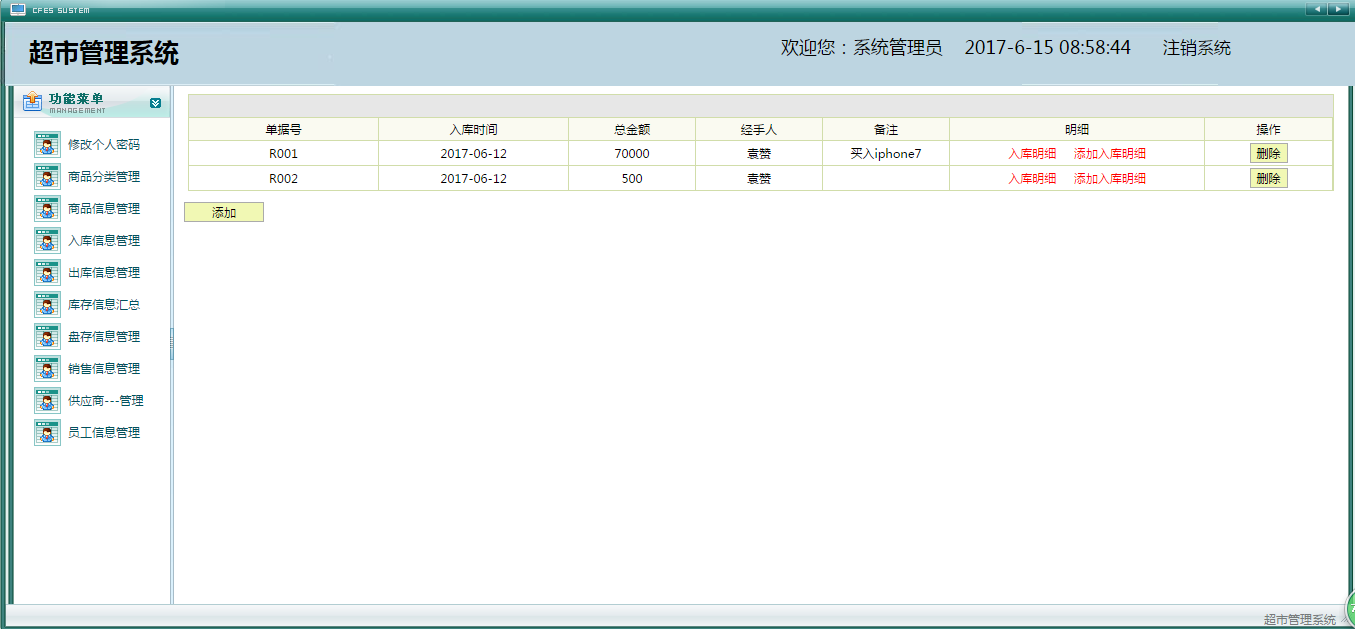 CFES SUSTEM
超市管理系统
欢迎您：系统管理员 2017-6-15 08:58:44 注销系统
功能菜单
MANAGEMENT
修改个人密码
商品分类管理
商品信息管理
入库信息管理
出库信息管理
库存信息汇总
盘存信息管理
销售信息管理
供应商---管理
员工信息管理
单据号 入库时间 总金额 经手人 备注 明细 操作
R001 2017-06-12 70000 袁赞 买入iphone7 入库明细 添加入库明细 删除
R002 2017-06-12 500 袁赞 入库明细 添加入库明细 删除
添加
超市管理系统